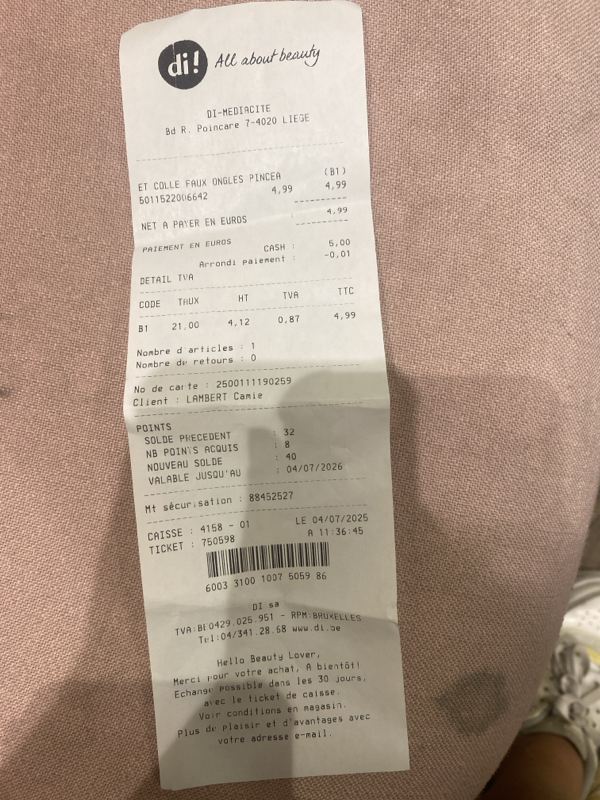 di! All about beauty
DI-MEDIACITE
Bd R. Poincare 7-4020 LIEGE
(B1)
ET COLLE FAUX ONGLES PINCEA
5011522006642 4,99 4,99
NET A PAYER EN EUROS 4,99
PAIEMENT EN EUROS
CASH : 5,00
Arrondi paiement : -0,01
DETAIL TVA
CODE TAUX HT TVA TTC
B1 21,00 4,12 0,87 4,99
Nombre d'articles : 1
Nombre de retours : 0
No de carte : 2500111190259
Client : LAMBERT Camie
POINTS
SOLDE PRECEDENT : 32
NB POINTS ACQUIS : 8
NOUVEAU SOLDE : 40
VALABLE JUSQU'AU : 04/07/2026
Mt sécurisation : 88452527
CAISSE : 4158 - 01 LE 04/07/2025
TICKET : 750598 A 11:36:45
6003 3100 1007 5059 86
DI sa
TVA:BE0429.026.951 - RPM:BRUXELLES
Tel:04/341.28.58 www.di.be
Hello Beauty Lover,
Merci pour votre achat, A bientôt!
Echange possible dans les 30 jours,
avec le ticket de caisse.
Voir conditions en magasin.
Plus de plaisir et d'avantages avec
votre adresse e-mail.